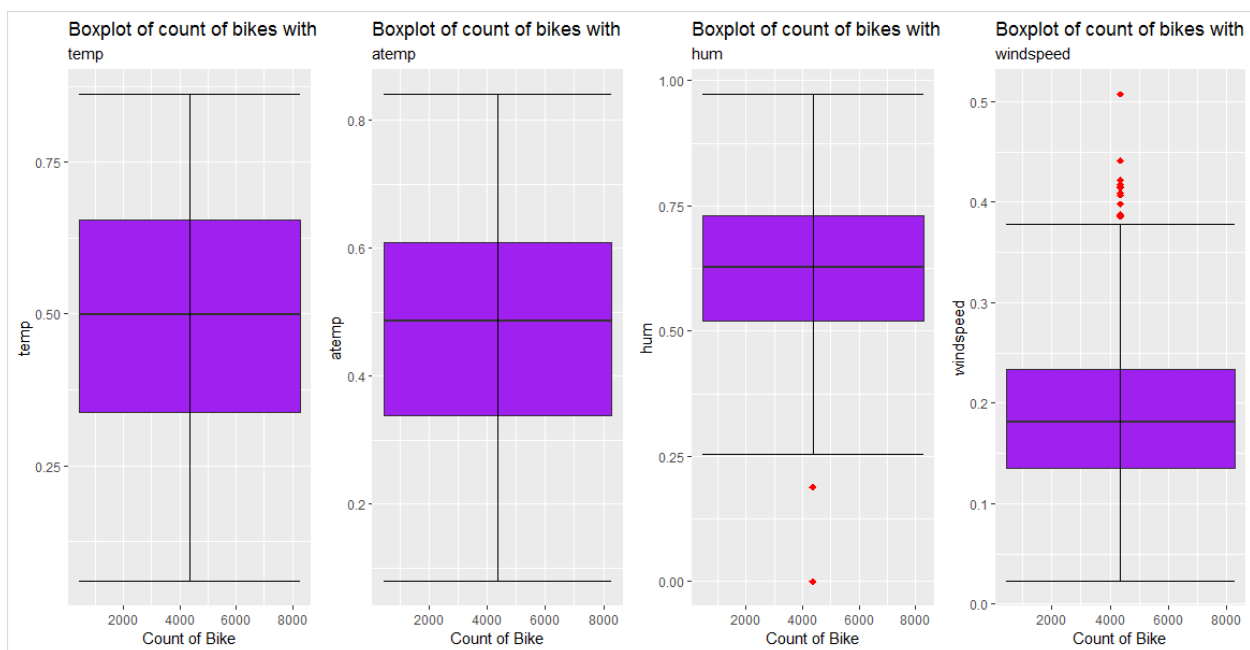 Boxplot of count of bikes with
temp
0.75
0.50
0.25
temp
2000 4000 6000 8000
Count of Bike
Boxplot of count of bikes with
atemp
0.8
0.6
0.4
0.2
atemp
2000 4000 6000 8000
Count of Bike
Boxplot of count of bikes with
hum
1.00
0.75
0.50
0.25
0.00
hum
2000 4000 6000 8000
Count of Bike
Boxplot of count of bikes with
windspeed
0.5
0.4
0.3
0.2
0.1
0.0
windspeed
2000 4000 6000 8000
Count of Bike